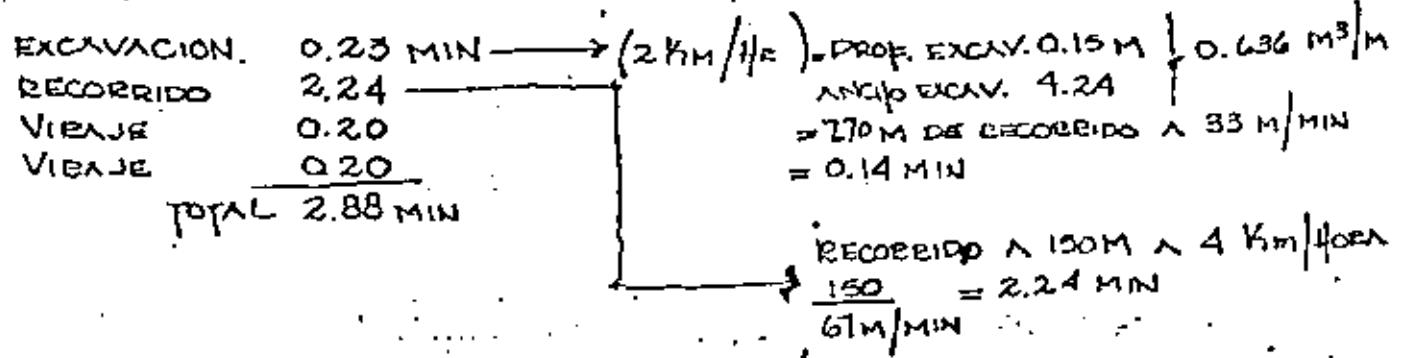 EXCAVACION. 0.23 MIN → (2 Km/Hr). PROF. EXCAV. 0.15 M } 0.636 M³/M
RECORRIDO 2.24 ANCHO EXCAV. 4.24
VIRAJE 0.20 = 270 M DE RECORRIDO A 33 M/MIN
VIRAJE 0.20 = 0.14 MIN
TOTAL 2.88 MIN
RECORRIDO A 150M A 4 Km/HORA
150 = 2.24 MIN
67 M/MIN